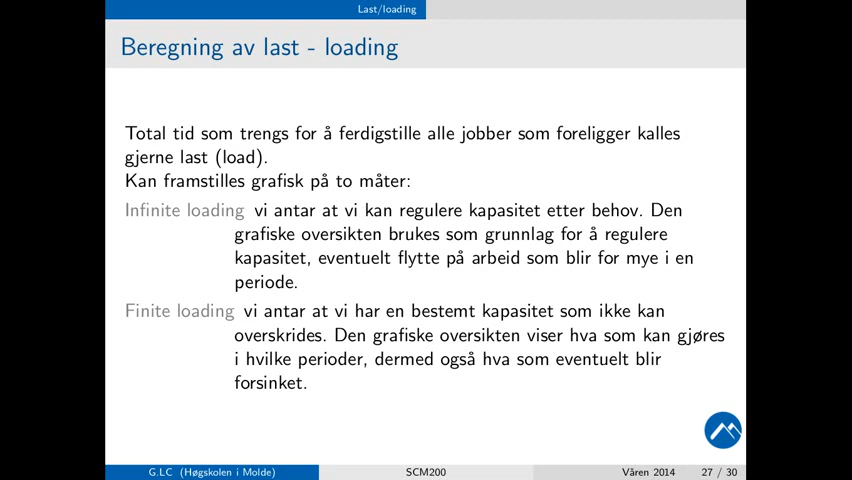 Last/loading
Beregning av last - loading
Total tid som trengs for å ferdigstille alle jobber som foreligger kalles
gjerne last (load).
Kan framstilles grafisk på to måter:
Infinite loading vi antar at vi kan regulere kapasitet etter behov. Den
grafiske oversikten brukes som grunnlag for å regulere
kapasitet, eventuelt flytte på arbeid som blir for mye i en
periode.
Finite loading vi antar at vi har en bestemt kapasitet som ikke kan
overskrides. Den grafiske oversikten viser hva som kan gjøres
i hvilke perioder, dermed også hva som eventuelt blir
forsinket.
G.LC (Høgskolen i Molde) SCM200 Våren 2014 27 / 30